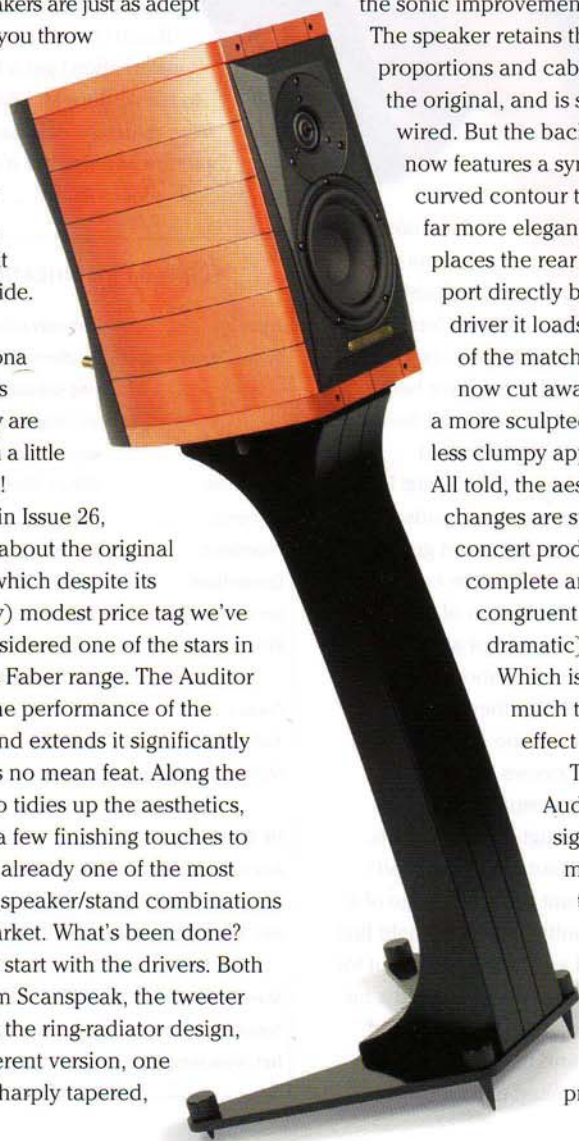 akers are just as adept
you throw
ide.
ona
s
are
a little
!
in Issue 26,
about the original
which despite its
) modest price tag we've
sidered one of the stars in
Faber range. The Auditor
ne performance of the
nd extends it significantly
s no mean feat. Along the
o tidies up the aesthetics,
a few finishing touches to
already one of the most
speaker/stand combinations
arket. What's been done?
start with the drivers. Both
m Scanspeak, the tweeter
the ring-radiator design,
erent version, one
harply tapered,
the sonic improvement
The speaker retains th
proportions and cab
the original, and is s
wired. But the bac
now features a syr
curved contour t
far more elegan
places the rear
port directly b
driver it loads
of the match
now cut awa
a more sculpted
less clumpy ap
All told, the aes
changes are s
concert prod
complete ar
congruent
dramatic)
Which is
much t
effect
T
Aud
sig
m
t
pr